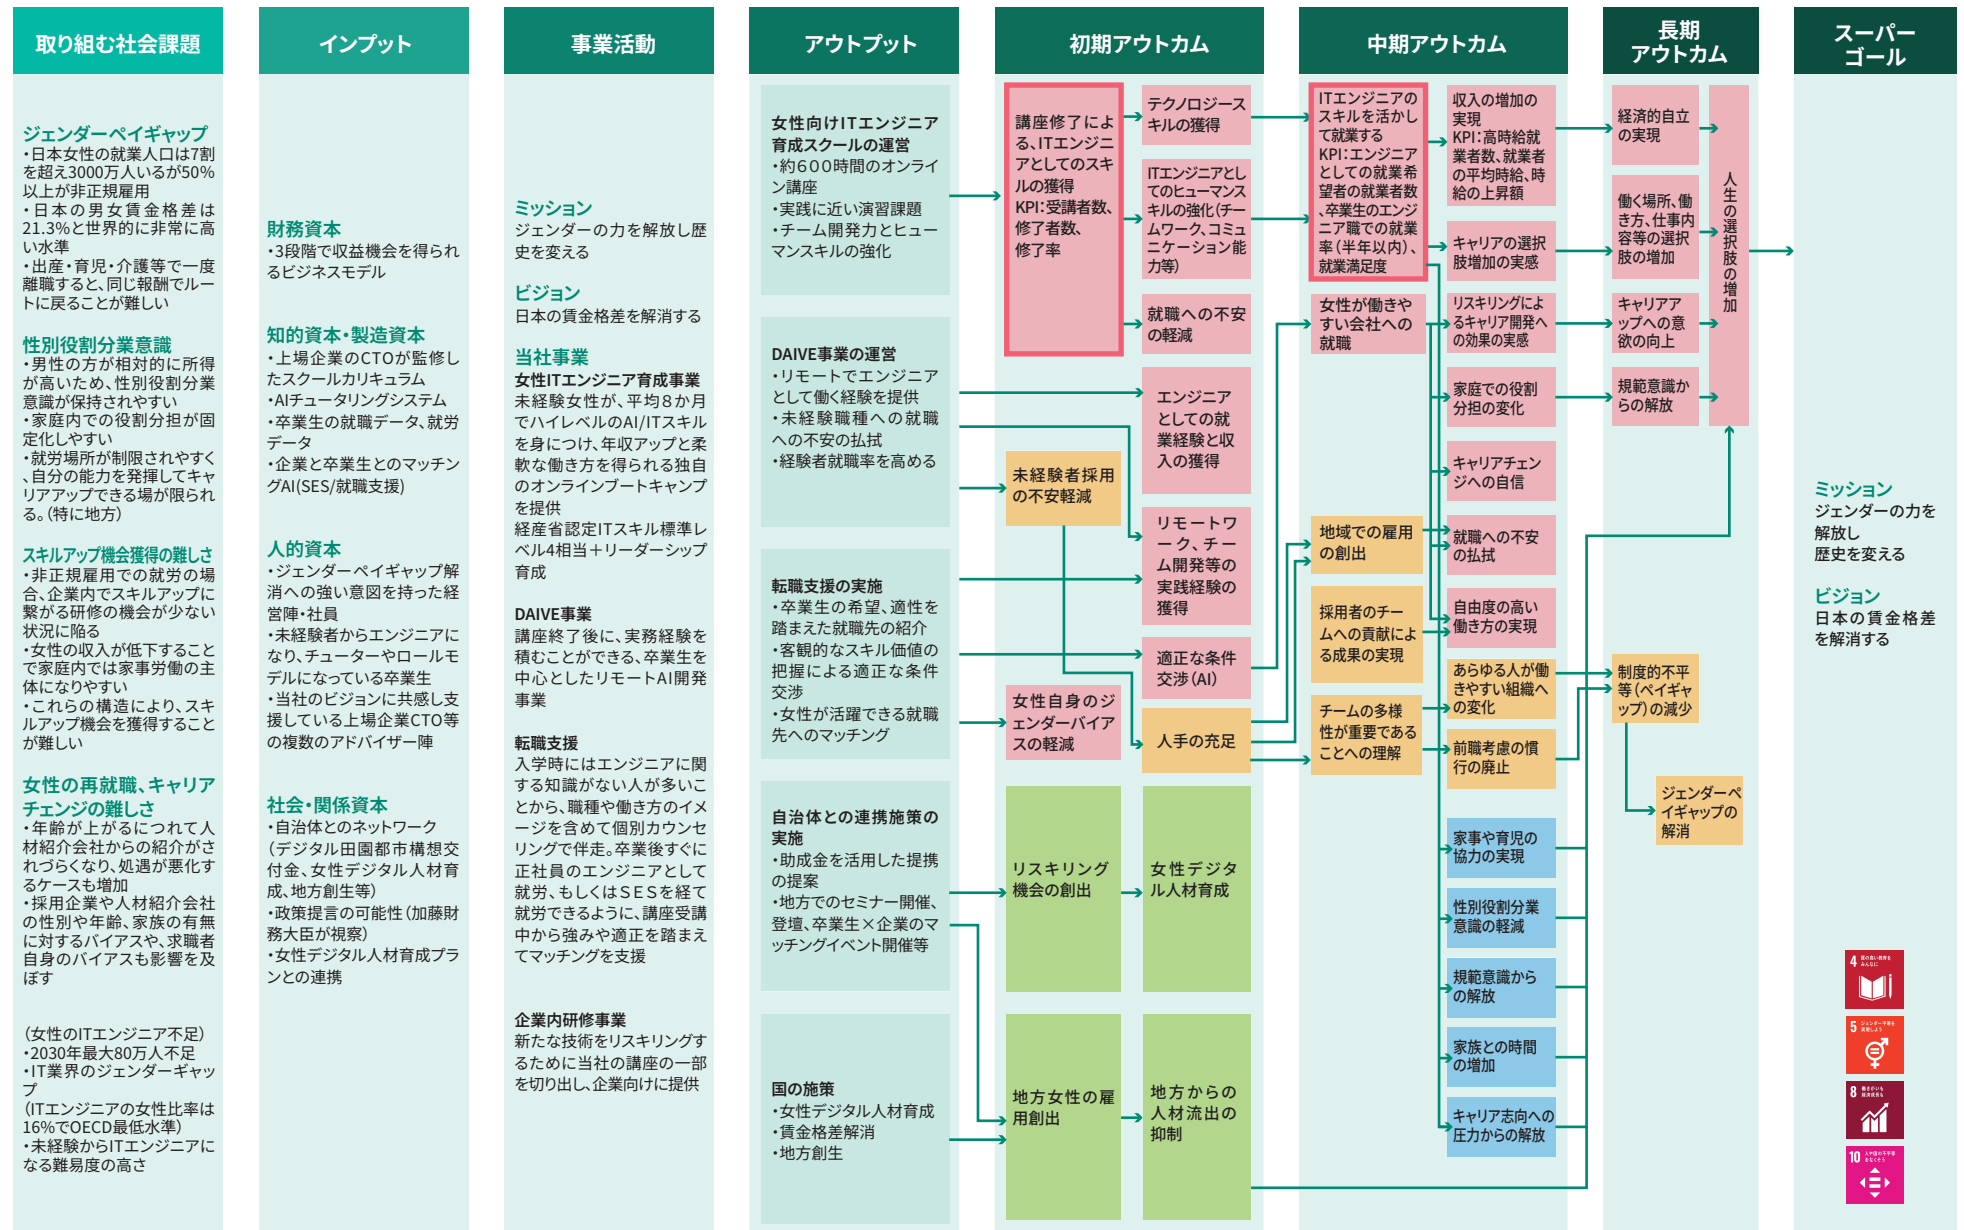 取り組む社会課題
ジェンダーペイギャップ
・日本女性の就業人口は7割
を超え3000万人いるが50%
以上が非正規雇用
・日本の男女賃金格差は
21.3%と世界的に非常に高
い水準
・出産・育児・介護等で一度
離職すると、同じ報酬でルー
トに戻ることが難しい
性別役割分業意識
・男性の方が相対的に所得
が高いため、性別役割分業
意識が保持されやすい
・家庭内での役割分担が固
定化しやすい
・就労場所が制限されやすく
、自分の能力を発揮してキャ
リアアップできる場が限られ
る。(特に地方)
スキルアップ機会獲得の難しさ
・非正規雇用での就労の場
合、企業内でスキルアップに
繋がる研修の機会が少ない
状況に陥る
・女性の収入が低下すること
で家庭内では家事労働の主
体になりやすい
・これらの構造により、スキ
ルアップ機会を獲得すること
が難しい
女性の再就職、キャリア
チェンジの難しさ
・年齢が上がるにつれて人
材紹介会社からの紹介がさ
れづらくなり、処遇が悪化す
るケースも増加
・採用企業や人材紹介会社
の性別や年齢、家族の有無
に対するバイアスや、求職者
自身のバイアスも影響を及
ぼす
(女性のITエンジニア不足)
・2030年最大80万人不足
・IT業界のジェンダーギャッ
プ
(ITエンジニアの女性比率は
16%でOECD最低水準)
・未経験からITエンジニアに
なる難易度の高さ
インプット
財務資本
・3段階で収益機会を得られ
るビジネスモデル
知的資本・製造資本
・上場企業のCTOが監修し
たスクールカリキュラム
・AIチュータリングシステム
・卒業生の就職データ、就労
データ
・企業と卒業生とのマッチン
グAI(SES/就職支援)
人的資本
・ジェンダーペイギャップ解
消への強い意図を持った経
営陣・社員
・未経験者からエンジニアに
なり、チューターやロールモ
デルになっている卒業生
・当社のビジョンに共感し支
援している上場企業CTO等
の複数のアドバイザー陣
社会・関係資本
・自治体とのネットワーク
(デジタル田園都市構想交
付金、女性デジタル人材育
成、地方創生等)
・政策提言の可能性(加藤財
務大臣が視察)
・女性デジタル人材育成プラ
ンとの連携
事業活動
ミッション
ジェンダーの力を解放し歴
史を変える
ビジョン
日本の賃金格差を解消する
当社事業
女性ITエンジニア育成事業
未経験女性が、平均8か月
でハイレベルのAI/ITスキル
を身につけ、年収アップと柔
軟な働き方を得られる独自
のオンラインブートキャンプ
を提供
経産省認定ITスキル標準レ
ベル4相当+リーダーシップ
育成
DAIVE事業
講座終了後に、実務経験を
積むことができる、卒業生を
中心としたリモートAI開発
事業
転職支援
入学時にはエンジニアに関
する知識がない人が多いこ
とから、職種や働き方のイメ
ージを含めて個別カウンセ
リングで伴走。卒業後すぐに
正社員のエンジニアとして
就労、もしくはSESを経て
就労できるように、講座受講
中から強みや適正を踏まえ
てマッチングを支援
企業内研修事業
新たな技術をリスキリングす
るために当社の講座の一部
を切り出し、企業向けに提供
アウトプット
女性向けITエンジニア
育成スクールの運営
・約600時間のオンライ
ン講座
・実践に近い演習課題
・チーム開発力とヒュー
マンスキルの強化
DAIVE事業の運営
・リモートでエンジニア
として働く経験を提供
・未経験職種への就職
への不安の払拭
・経験者就職率を高める
転職支援の実施
・卒業生の希望、適性を
踏まえた就職先の紹介
・客観的なスキル価値の
把握による適正な条件
交渉
・女性が活躍できる就職
先へのマッチング
自治体との連携施策の
実施
・助成金を活用した提携
の提案
・地方でのセミナー開催、
登壇、卒業生×企業のマ
ッチングイベント開催等
国の施策
・女性デジタル人材育成
・賃金格差解消
・地方創生
初期アウトカム
講座修了によ
る、ITエンジニ
アとしてのスキ
ルの獲得
KPI:受講者数、
修了者数、
修了率
テクノロジース
キルの獲得
ITエンジニアとし
てのヒューマンス
キルの強化(チー
ムワーク、コミュ
ニケーション能
力等)
就職への不安
の軽減
エンジニア
としての就
業経験と収
入の獲得
未経験者採用
の不安軽減
リモートワ
ーク、チー
ム開発等の
実践経験の
獲得
適正な条件
交渉(AI)
女性自身のジ
ェンダーバイア
スの軽減
人手の充足
リスキリング
機会の創出
女性デジタ
ル人材育成
地方女性の雇
用創出
地方からの
人材流出の
抑制
中期アウトカム
ITエンジニアの
スキルを活かし
て就業する
KPI:エンジニア
としての就業希
望者の就業者数
、卒業生のエンジ
ニア職での就業
率(半年以内)、
就業満足度
女性が働きや
すい会社への
就職
地域での雇用
の創出
採用者のチー
ムへの貢献によ
る成果の実現
チームの多様
性が重要である
ことへの理解
収入の増加の
実現
KPI:高時給就
業者数、就業者
の平均時給、時
給の上昇額
キャリアの選択
肢増加の実感
リスキリングによ
るキャリア開発へ
の効果の実感
家庭での役割
分担の変化
キャリアチェン
ジへの自信
就職への不安
の払拭
自由度の高い
働き方の実現
あらゆる人が働
きやすい組織へ
の変化
前職考慮の慣
行の廃止
家事や育児の
協力の実現
性別役割分業
意識の軽減
規範意識から
の解放
家族との時間
の増加
キャリア志向への
圧力からの解放
長期
アウトカム
経済的自立
の実現
働く場所、働
き方、仕事内
容等の選択
肢の増加
キャリアア
ップへの意
欲の向上
規範意識か
らの解放
人生の選択肢の増加
制度的不平
等(ペイギャ
ップ)の減少
ジェンダーペ
イギャップの
解消
スーパー
ゴール
ミッション
ジェンダーの力を
解放し
歴史を変える
ビジョン
日本の賃金格差
を解消する
4 質の高い教育を
みんなに
5 ジェンダー平等を
実現しよう
8 働きがいも
経済成長も
10 人や国の不平等
をなくそう